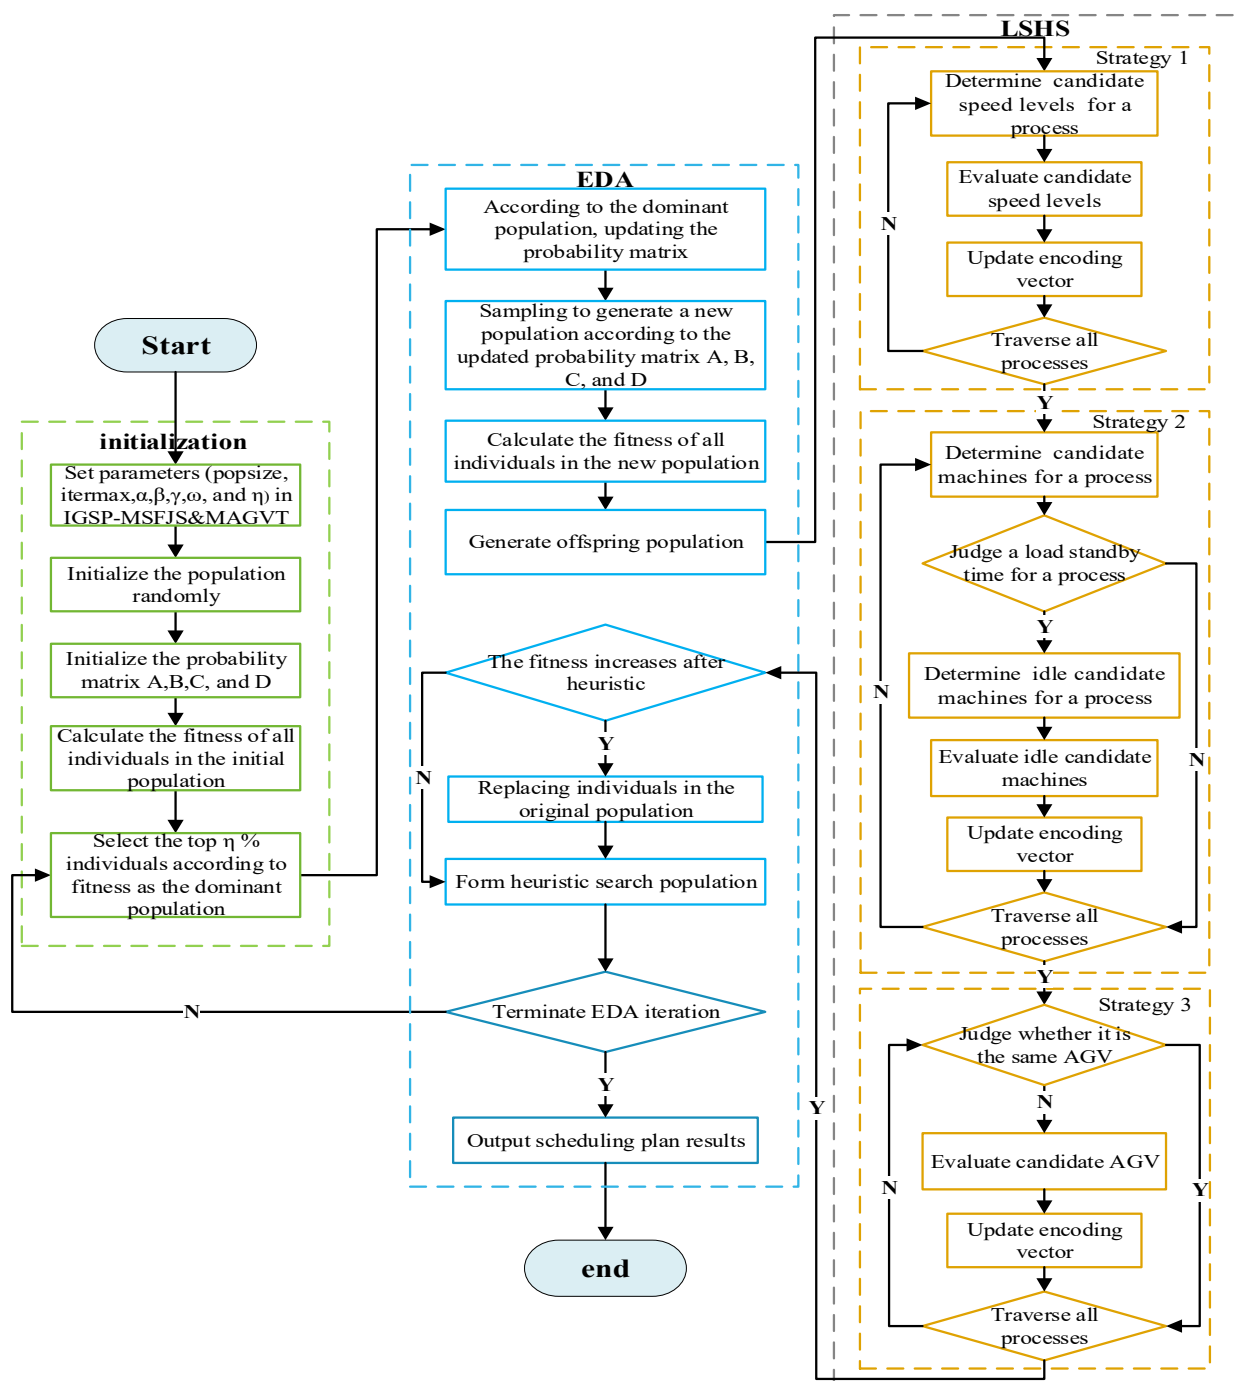 Start
initialization
Set parameters (popsize,
itermax,α,β,γ,ω, and η) in
IGSP-MSFJS&MAGVT
Initialize the population
randomly
Initialize the probability
matrix A,B,C, and D
Calculate the fitness of all
individuals in the initial
population
Select the top η %
individuals according to
fitness as the dominant
population
EDA
According to the dominant
population, updating the
probability matrix
Sampling to generate a new
population according to the
updated probability matrix A, B,
C, and D
Calculate the fitness of all
individuals in the new population
Generate offspring population
The fitness increases after
heuristic
Y
N
Replacing individuals in the
original population
Form heuristic search population
Terminate EDA iteration
N
Y
Output scheduling plan results
end
LSHS
Strategy 1
Determine candidate
speed levels for a
process
Evaluate candidate
speed levels
N
Update encoding
vector
Traverse all
processes
Y
Strategy 2
Determine candidate
machines for a process
Judge a load standby
time for a process
Y
Determine idle candidate
machines for a process
N
N
Evaluate idle candidate
machines
Update encoding
vector
Traverse all
processes
Y
Strategy 3
Judge whether it is
the same AGV
N
Y
Evaluate candidate AGV
N
Y
Update encoding
vector
Traverse all
processes